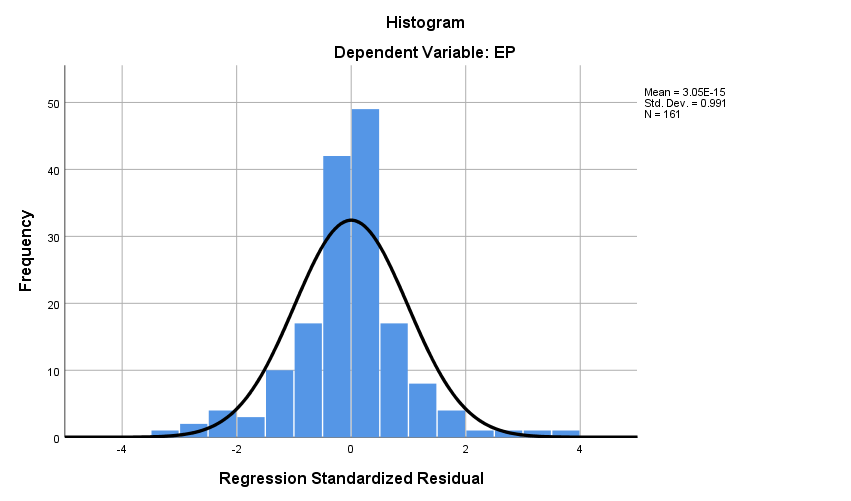 Histogram
Dependent Variable: EP
Mean = 3.05E-15
Std. Dev. = 0.991
N = 161
50
40
30
20
10
0
Frequency
-4 -2 0 2 4
Regression Standardized Residual